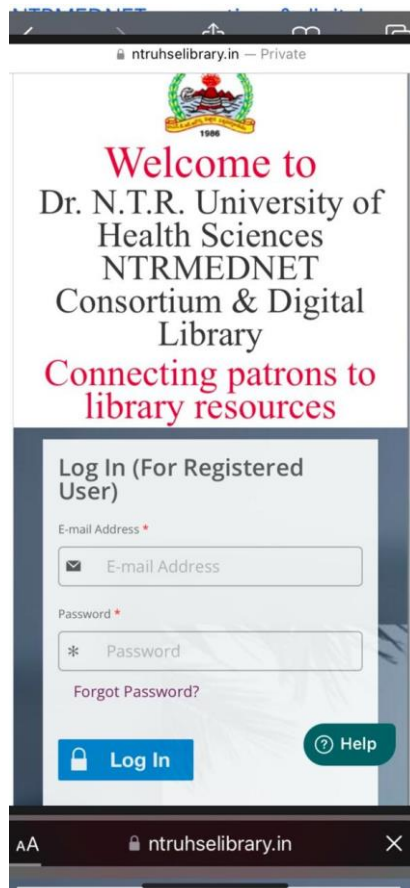 ntruhselibrary.in — Private
1986
Welcome to
Dr. N.T.R. University of
Health Sciences
NTRMEDNET
Consortium & Digital
Library
Connecting patrons to
library resources
Log In (For Registered
User)
E-mail Address *
E-mail Address
Password *
Password
Forgot Password?
Log In
Help
AA
ntruhselibrary.in